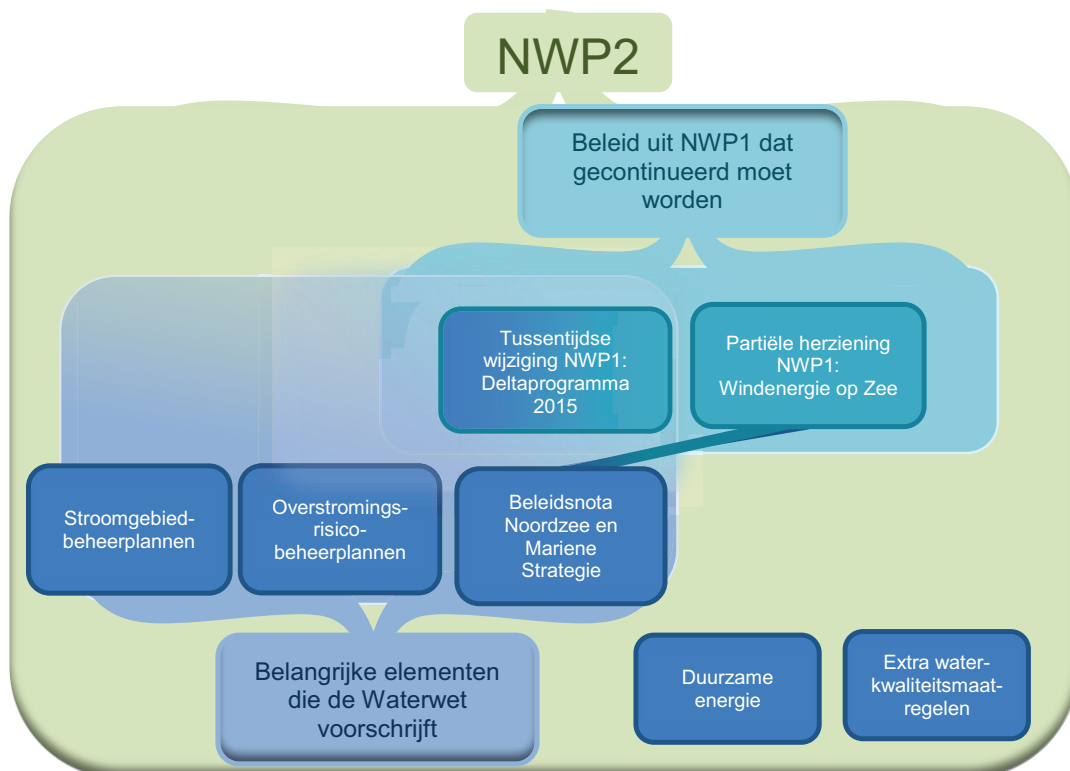 NWP2
Beleid uit NWP1 dat
gecontinueerd moet
worden
Tussentijdse
wijziging NWP1:
Deltaprogramma
2015
Partiële herziening
NWP1:
Windenergie op Zee
Stroomgebied-
beheerplannen
Overstromings-
risico-
beheerplannen
Beleidsnota
Noordzee en
Mariene
Strategie
Belangrijke elementen
die de Waterwet
voorschrijft
Duurzame
energie
Extra water-
kwaliteitsmaat-
regelen